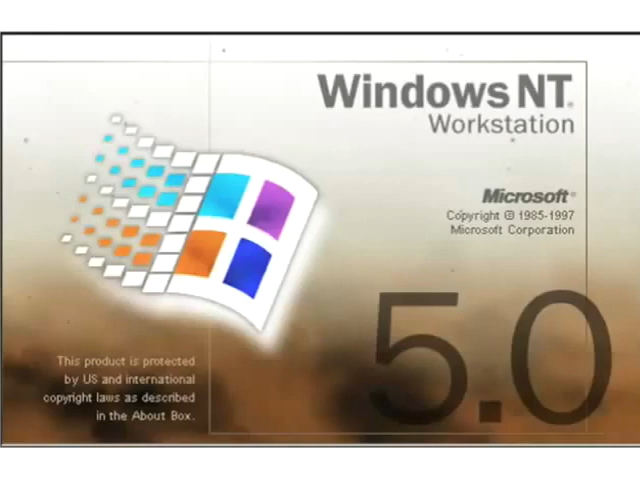 Windows NT®
Workstation
Microsoft®
Copyright © 1985-1997
Microsoft Corporation
5.0
This product is protected
by US and international
copyright laws as described
in the About Box.